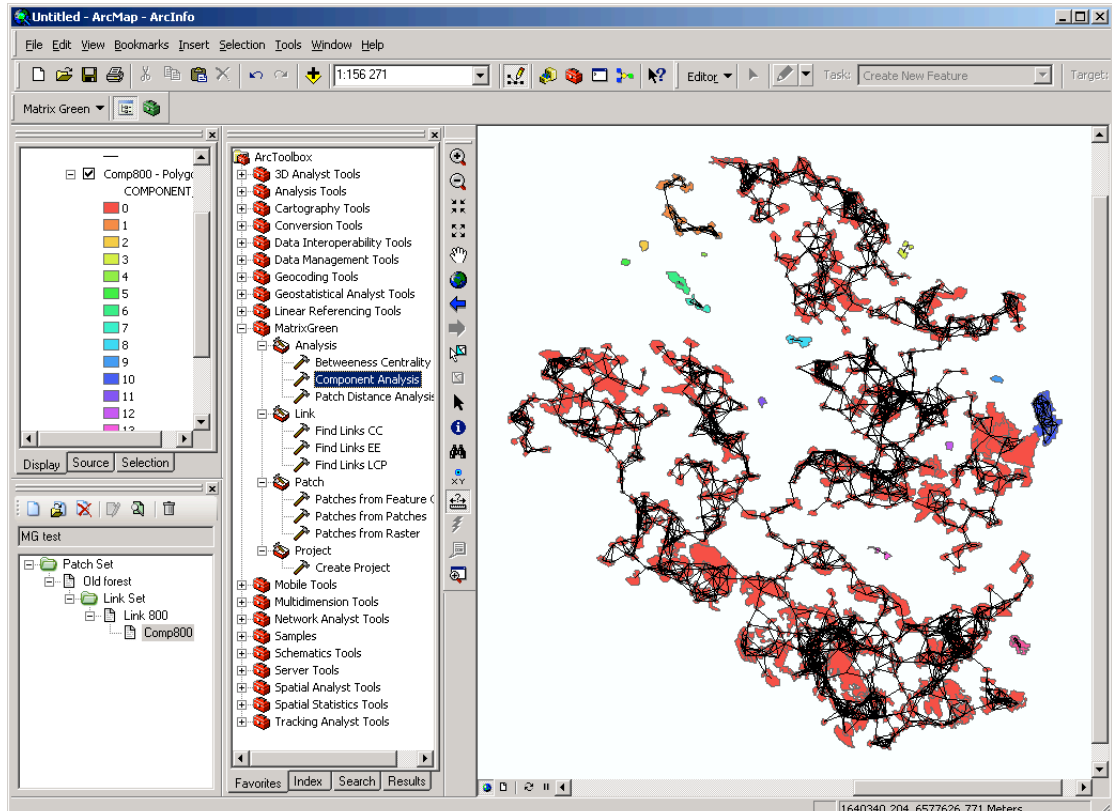 Untitled - ArcMap - ArcInfo
File Edit View Bookmarks Insert Selection Tools Window Help
1:156 271
Editor
Task: Create New Feature
Target:
Matrix Green
Comp800 - Polygo
COMPONENT_
0
1
2
3
4
5
6
7
8
9
10
11
12
13
Display Source Selection
MG test
Patch Set
Old forest
Link Set
Link 800
Comp800
ArcToolbox
3D Analyst Tools
Analysis Tools
Cartography Tools
Conversion Tools
Data Interoperability Tools
Data Management Tools
Geocoding Tools
Geostatistical Analyst Tools
Linear Referencing Tools
MatrixGreen
Analysis
Betweeness Centrality
Component Analysis
Patch Distance Analysis
Link
Find Links CC
Find Links EE
Find Links LCP
Patch
Patches from Feature C
Patches from Patches
Patches from Raster
Project
Create Project
Mobile Tools
Multidimension Tools
Network Analyst Tools
Samples
Schematics Tools
Server Tools
Spatial Analyst Tools
Spatial Statistics Tools
Tracking Analyst Tools
Favorites Index Search Results
XY
1640340,204 6577626,771 Meters